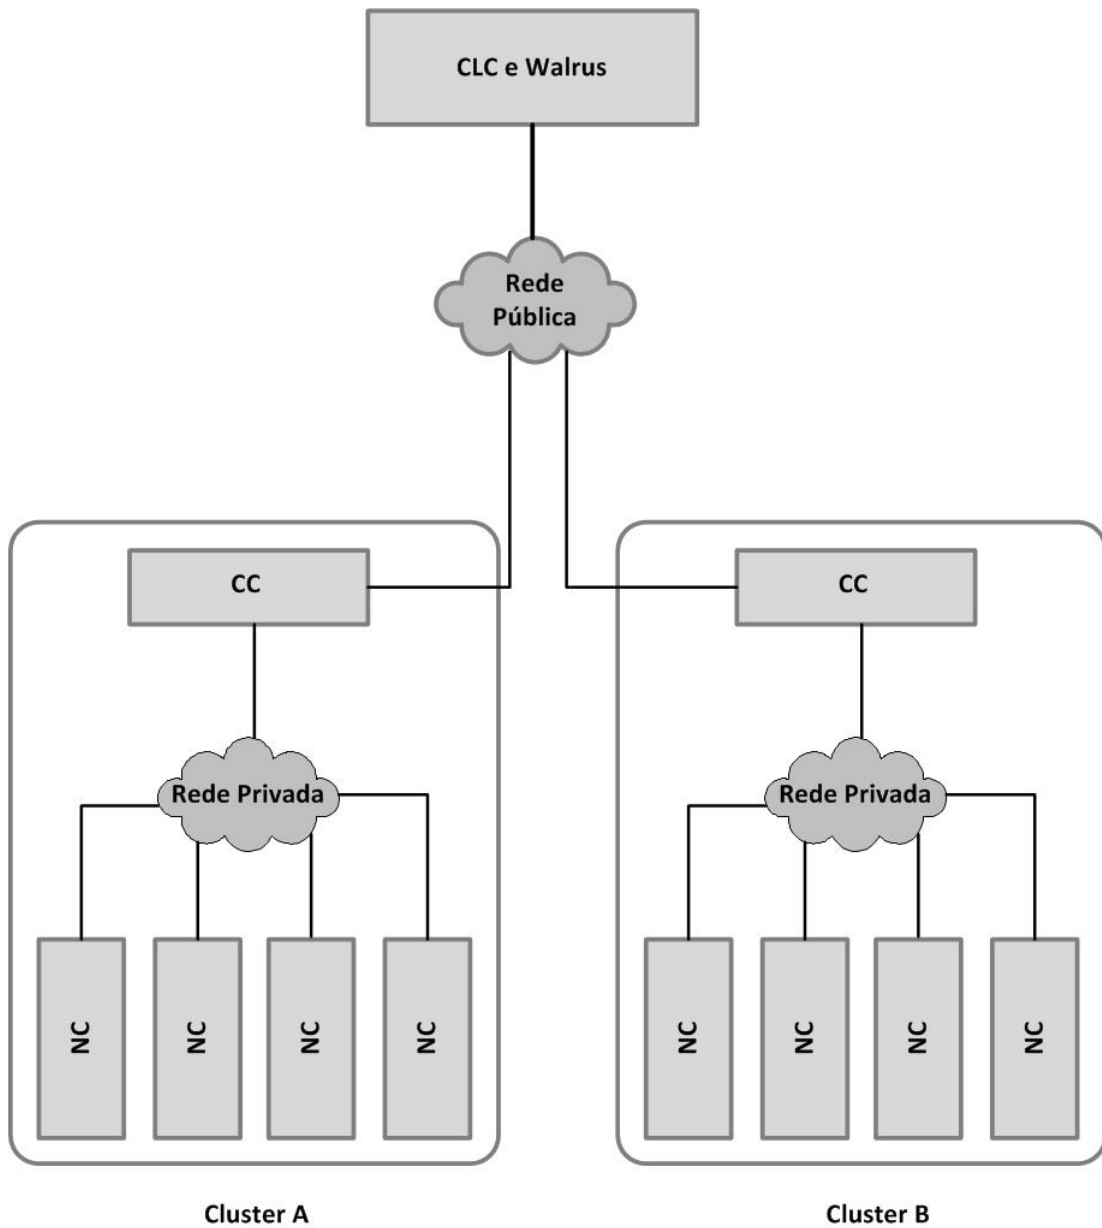 CLC e Walrus
Rede
Pública
CC
CC
Rede Privada
Rede Privada
NC
NC
NC
NC
NC
NC
NC
NC
Cluster A
Cluster B